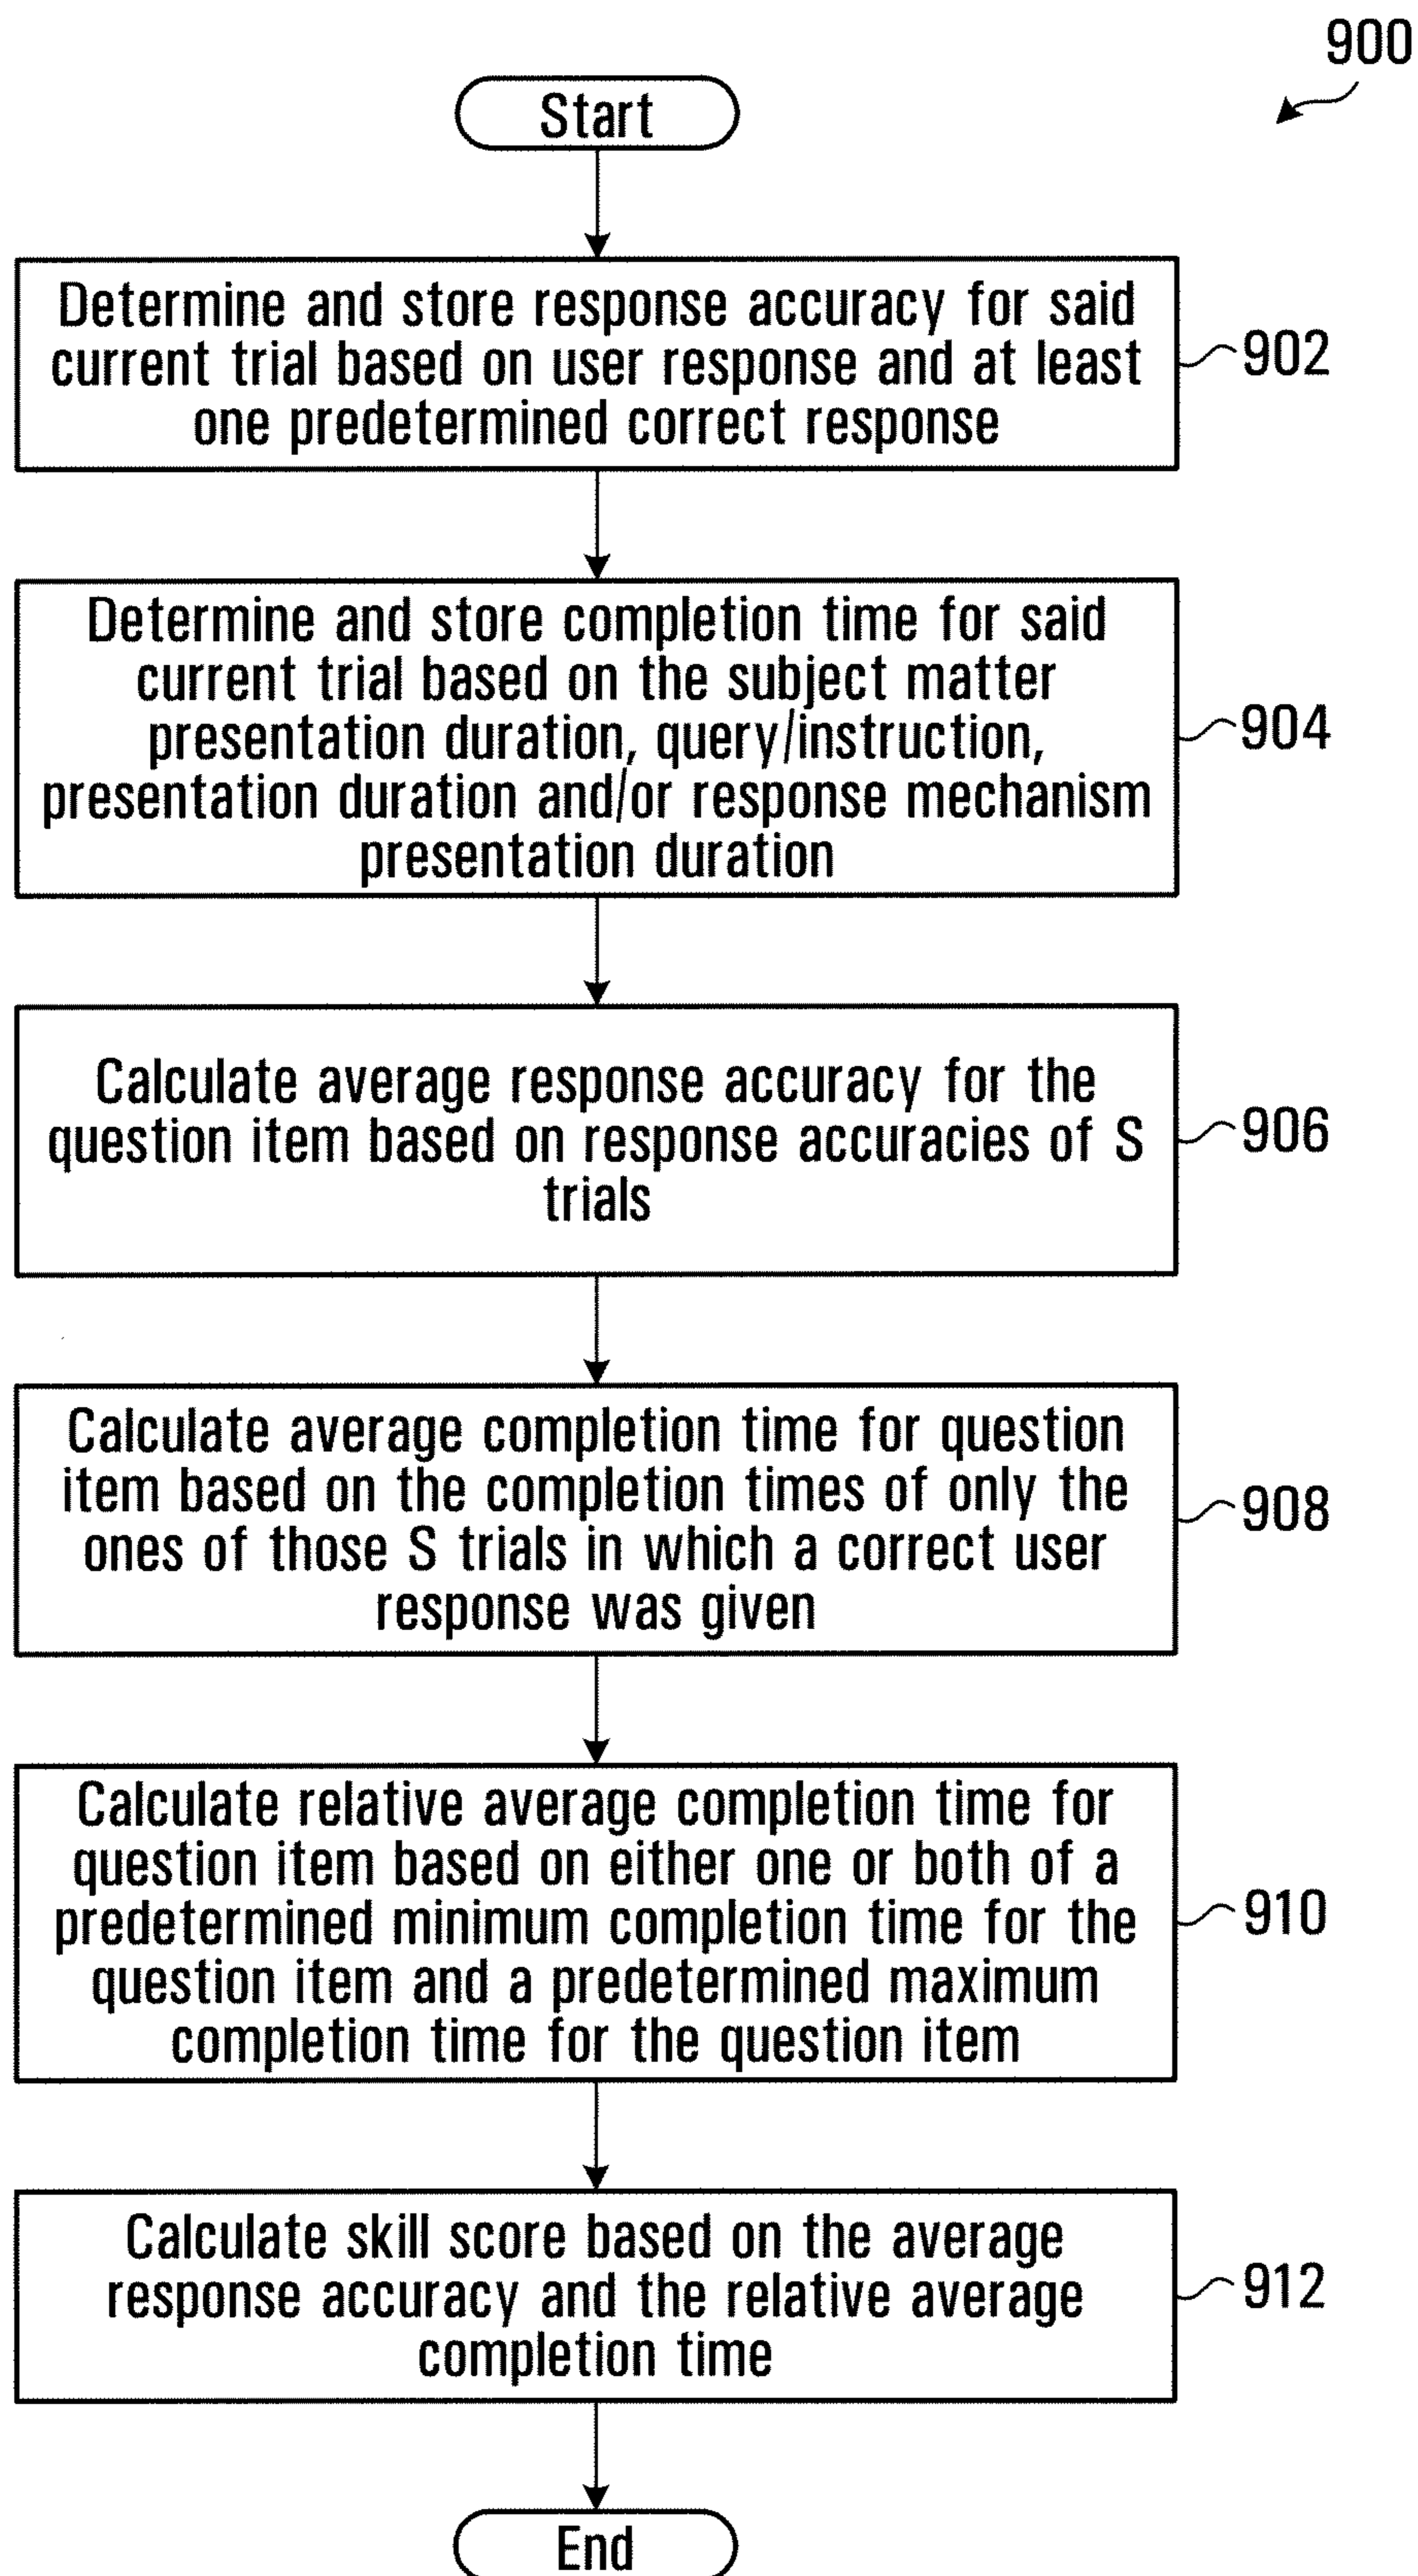 900
Start
Determine and store response accuracy for said
current trial based on user response and at least
one predetermined correct response
902
Determine and store completion time for said
current trial based on the subject matter
presentation duration, query/instruction,
presentation duration and/or response mechanism
presentation duration
904
Calculate average response accuracy for the
question item based on response accuracies of S
trials
906
Calculate average completion time for question
item based on the completion times of only the
ones of those S trials in which a correct user
response was given
908
Calculate relative average completion time for
question item based on either one or both of a
predetermined minimum completion time for the
question item and a predetermined maximum
completion time for the question item
910
Calculate skill score based on the average
response accuracy and the relative average
completion time
912
End